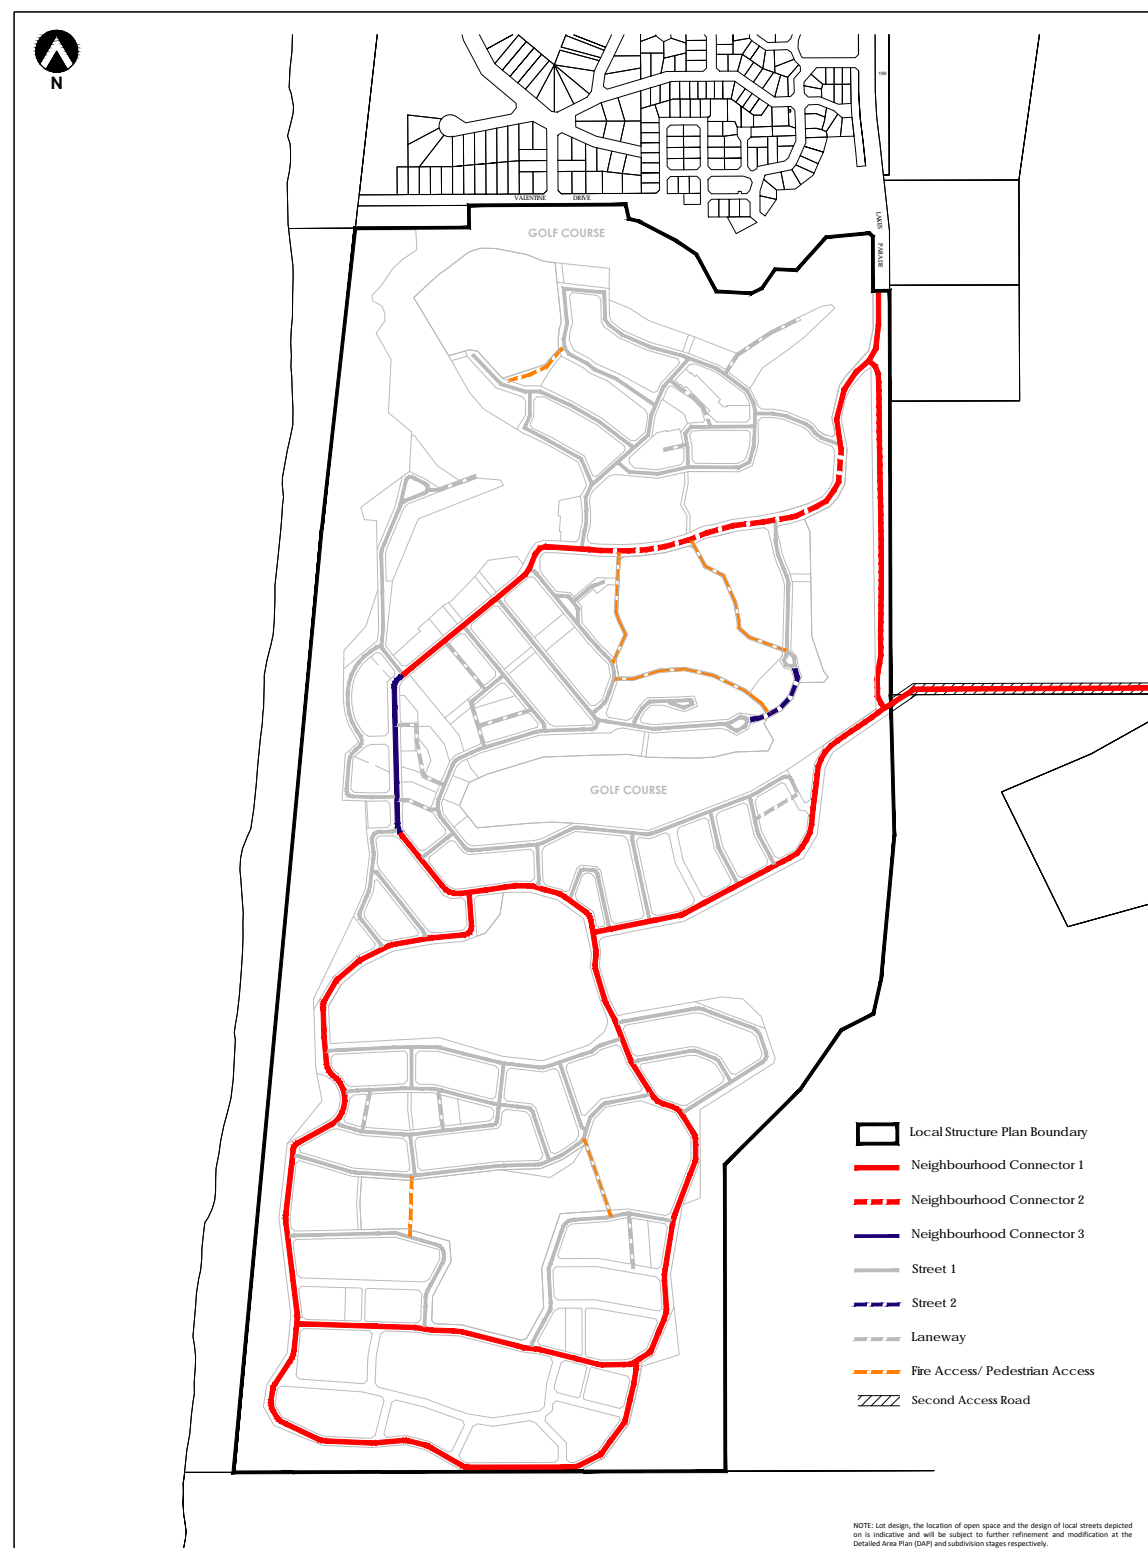 N
199
VALENTINE DRIVE
LAKES PARADE
GOLF COURSE
GOLF COURSE
Local Structure Plan Boundary
Neighbourhood Connector 1
Neighbourhood Connector 2
Neighbourhood Connector 3
Street 1
Street 2
Laneway
Fire Access/ Pedestrian Access
Second Access Road
NOTE: Lot design, the location of open space and the design of local streets depicted
on is indicative and will be subject to further refinement and modification at the
Detailed Area Plan (DAP) and subdivision stages respectively.